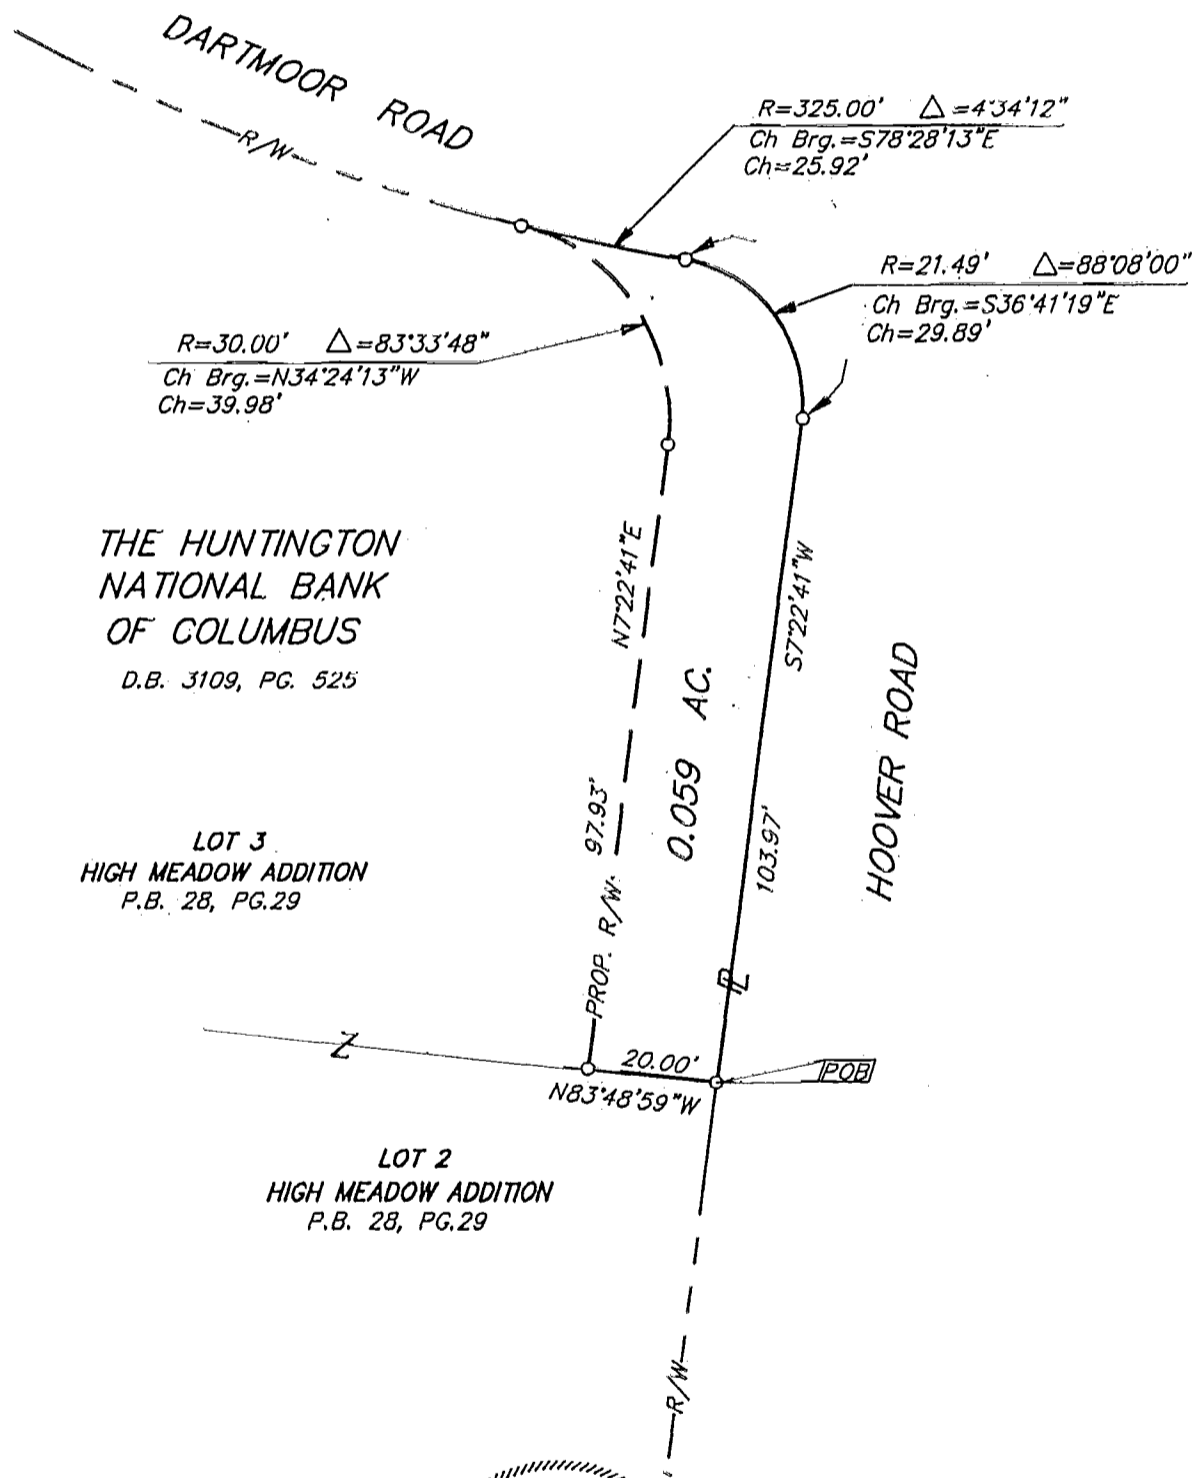 DARTMOOR ROAD
R/W
R=325.00' △=4°34'12"
Ch Brg.=S78°28'13"E
Ch=25.92'
R=21.49' △=88°08'00"
Ch Brg.=S36°41'19"E
Ch=29.89'
R=30.00' △=83°33'48"
Ch Brg.=N34°24'13"W
Ch=39.98'
THE HUNTINGTON
NATIONAL BANK
OF COLUMBUS
D.B. 3109, PG. 525
N7°22'41"E
97.93'
PROP. R/W
0.059 AC.
S7°22'41"W
103.97'
HOOVER ROAD
LOT 3
HIGH MEADOW ADDITION
P.B. 28, PG.29
PL
Z
20.00'
N83°48'59"W
POB
LOT 2
HIGH MEADOW ADDITION
P.B. 28, PG.29
R/W